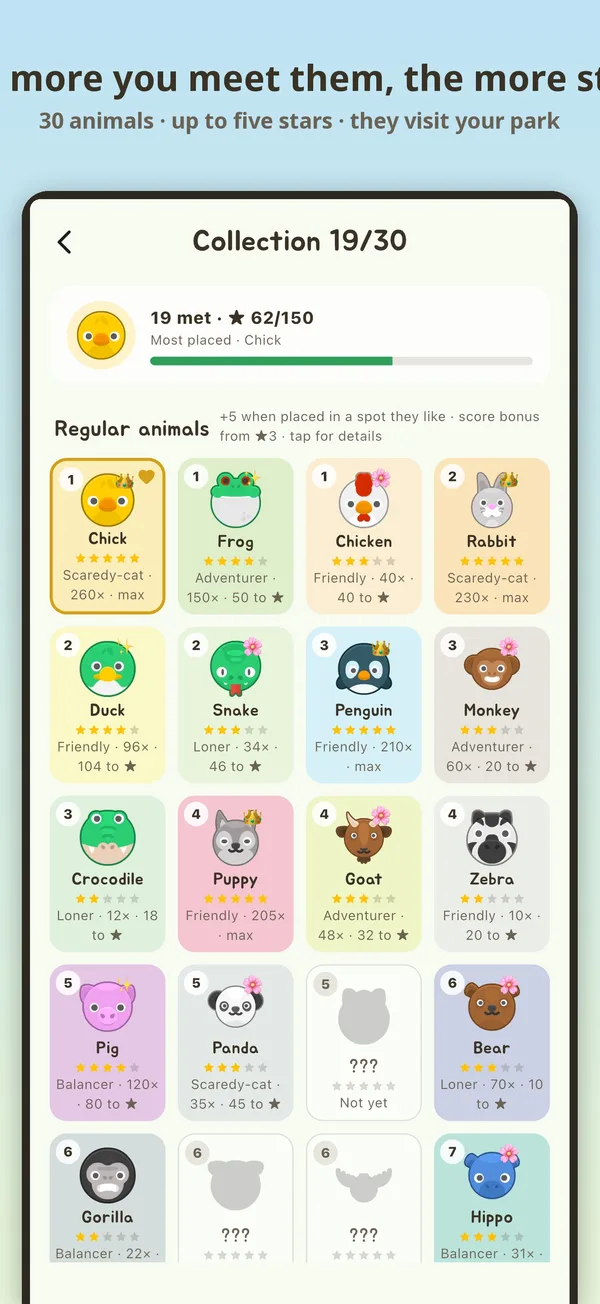 more you meet them, the more st
30 animals · up to five stars · they visit your park
Collection 19/30
19 met · ★ 62/150
Most placed · Chick
Regular animals
+5 when placed in a spot they like · score bonus
from ★3 · tap for details
1
Chick
Scaredy-cat ·
260× · max
1
Frog
Adventurer ·
150× · 50 to ★
1
Chicken
Friendly · 40× ·
40 to ★
2
Rabbit
Scaredy-cat ·
230× · max
2
Duck
Friendly · 96× ·
104 to ★
2
Snake
Loner · 34× ·
46 to ★
3
Penguin
Friendly · 210×
· max
3
Monkey
Adventurer ·
60× · 20 to ★
3
Crocodile
Loner · 12× · 18
to ★
4
Puppy
Friendly · 205×
· max
4
Goat
Adventurer ·
48× · 32 to ★
4
Zebra
Friendly · 10× ·
20 to ★
5
Pig
Balancer · 120×
· 80 to ★
5
Panda
Scaredy-cat ·
35× · 45 to ★
5
???
Not yet
6
Bear
Loner · 70× · 10
to ★
6
Gorilla
Balancer · 22× ·
6
???
6
???
7
Hippo
Balancer · 31× ·